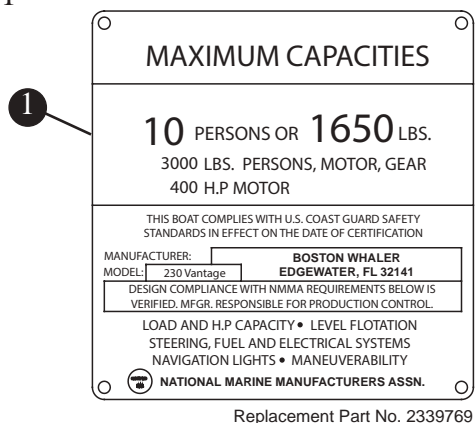 MAXIMUM CAPACITIES
1
10 PERSONS OR 1650 LBS.
3000 LBS. PERSONS, MOTOR, GEAR
400 H.P MOTOR
THIS BOAT COMPLIES WITH U.S. COAST GUARD SAFETY
STANDARDS IN EFFECT ON THE DATE OF CERTIFICATION
MANUFACTURER: BOSTON WHALER
MODEL: 230 Vantage EDGEWATER, FL 32141
DESIGN COMPLIANCE WITH NMMA REQUIREMENTS BELOW IS
VERIFIED. MFGR. RESPONSIBLE FOR PRODUCTION CONTROL.
LOAD AND H.P CAPACITY • LEVEL FLOTATION
STEERING, FUEL AND ELECTRICAL SYSTEMS
NAVIGATION LIGHTS • MANEUVERABILITY
NATIONAL MARINE MANUFACTURERS ASSN.
Replacement Part No. 2339769